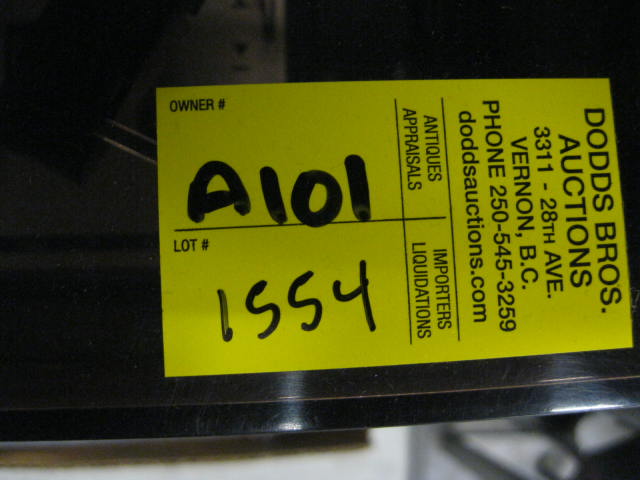 OWNER #
A101
LOT #
1554
DODDS BROS.
AUCTIONS
3311 - 28TH AVE.
VERNON, B.C.
PHONE 250-545-3259
doddsauctions.com
ANTIQUES
APPRAISALS
IMPORTERS
LIQUIDATIONS